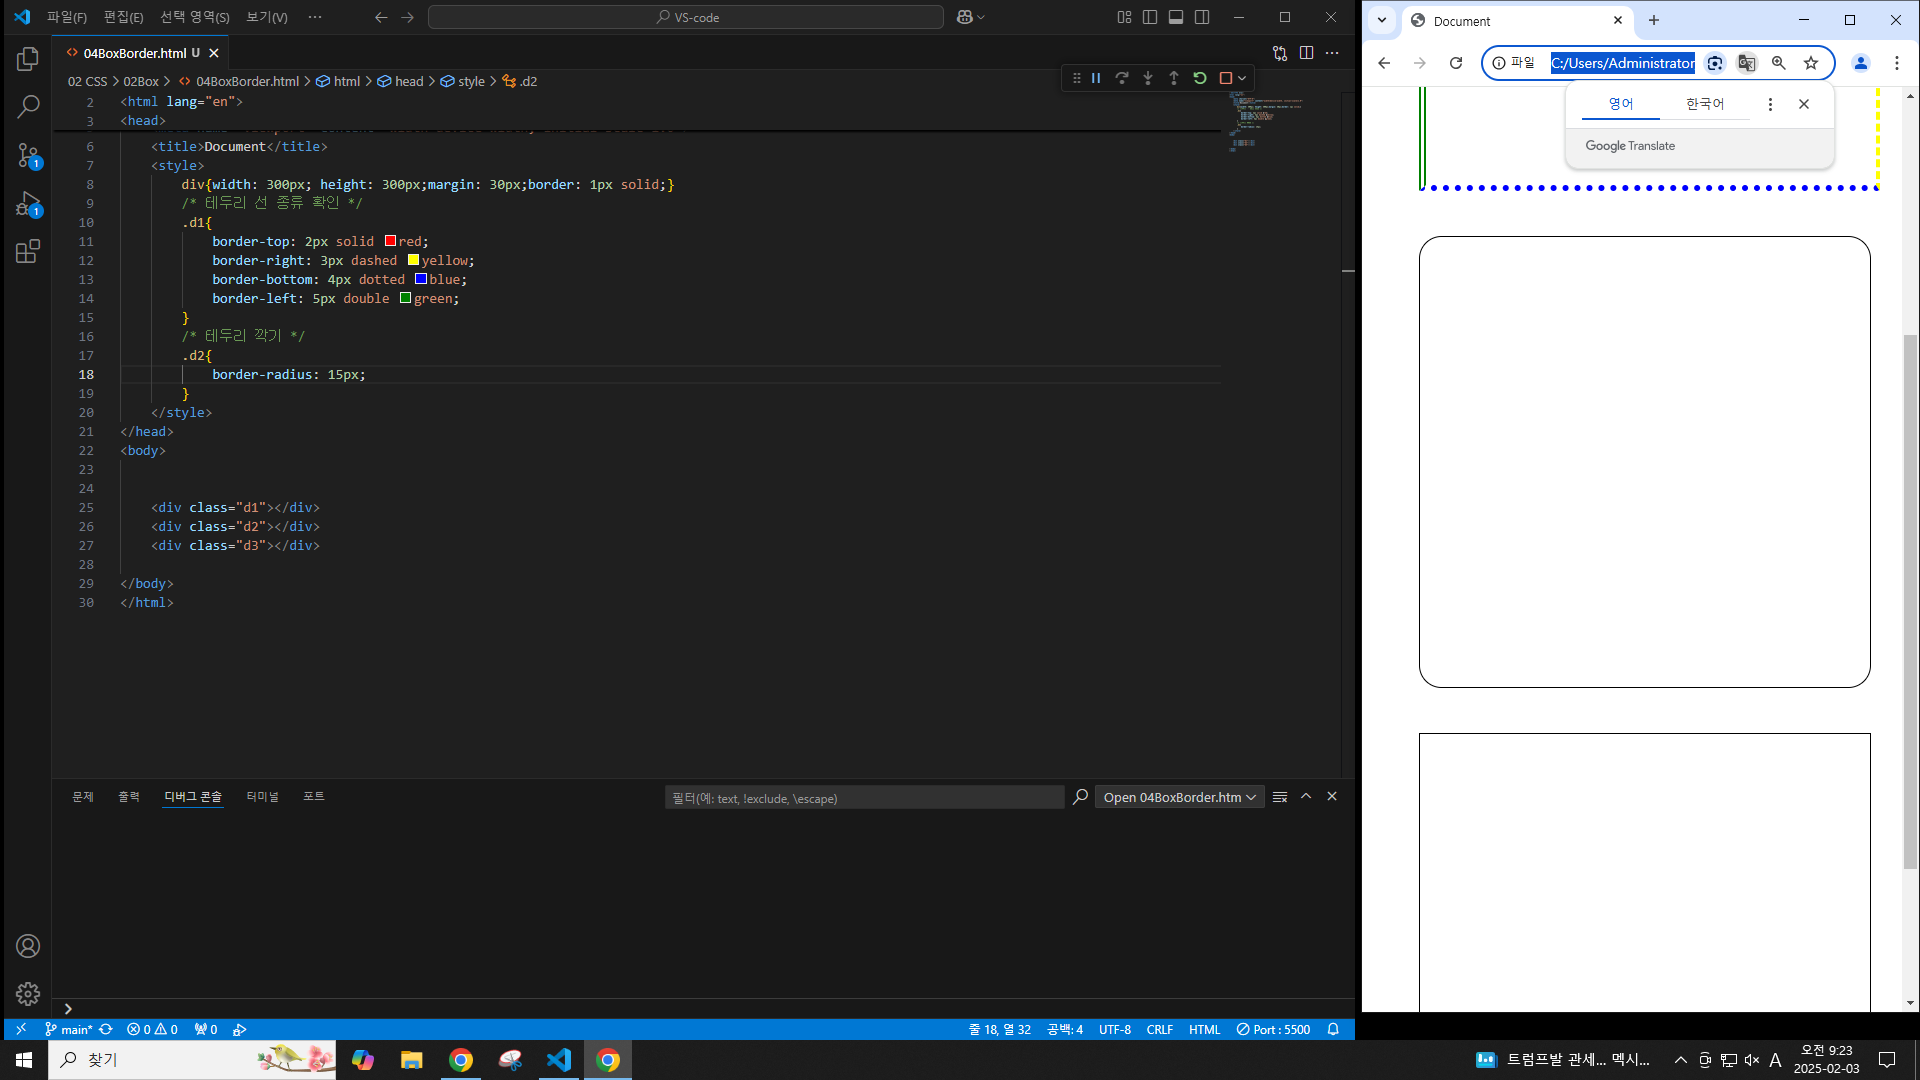 파일(F) 편집(E) 선택 영역(S) 보기(V) ··· VS-code
04BoxBorder.html U
02 CSS > 02Box > 04BoxBorder.html > html > head > style > .d2
2 <html lang="en">
3 <head>
6 <title>Document</title>
7 <style>
8 div{width: 300px; height: 300px;margin: 30px;border: 1px solid;}
9 /* 테두리 선 종류 확인 */
10 .d1{
11 border-top: 2px solid red;
12 border-right: 3px dashed yellow;
13 border-bottom: 4px dotted blue;
14 border-left: 5px double green;
15 }
16 /* 테두리 깍기 */
17 .d2{
18 border-radius: 15px;
19 }
20 </style>
21 </head>
22 <body>
23
24
25 <div class="d1"></div>
26 <div class="d2"></div>
27 <div class="d3"></div>
28
29 </body>
30 </html>
1
1
문제 출력 디버그 콘솔 터미널 포트 필터(예: text, !exclude, \escape) Open 04BoxBorder.htm
main* 0 0 0 줄 18, 열 32 공백: 4 UTF-8 CRLF HTML Port : 5500
Document
파일 C:/Users/Administrator
영어 한국어
Google Translate
찾기 트럼프발 관세... 멕시... A 오전 9:23
2025-02-03